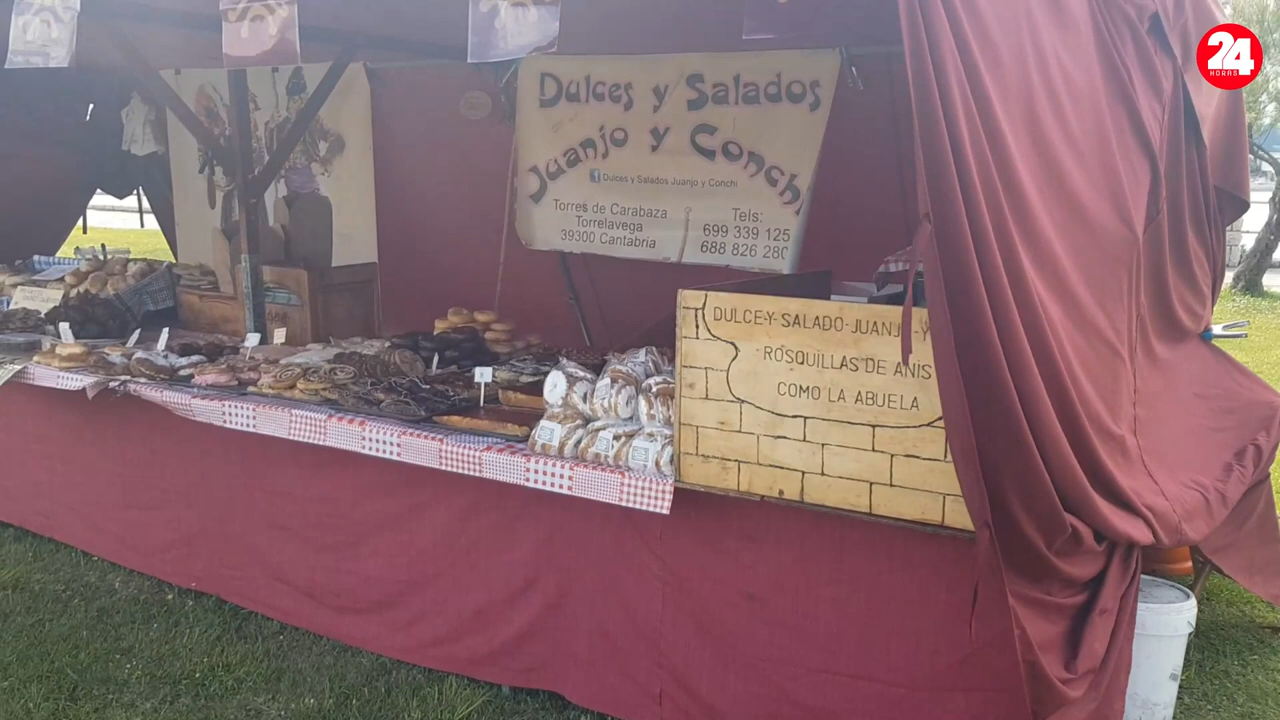 24
HORAS
Dulces y Salados
Juanjo y Conchi
f Dulces y Salados Juanjo y Conchi
Torres de Carabaza
Torrelavega
39300 Cantabria
Tels:
699 339 125
688 826 280
DULCE-Y-SALADO-JUANJO-Y
ROSQUILLAS DE ANIS
COMO LA ABUELA